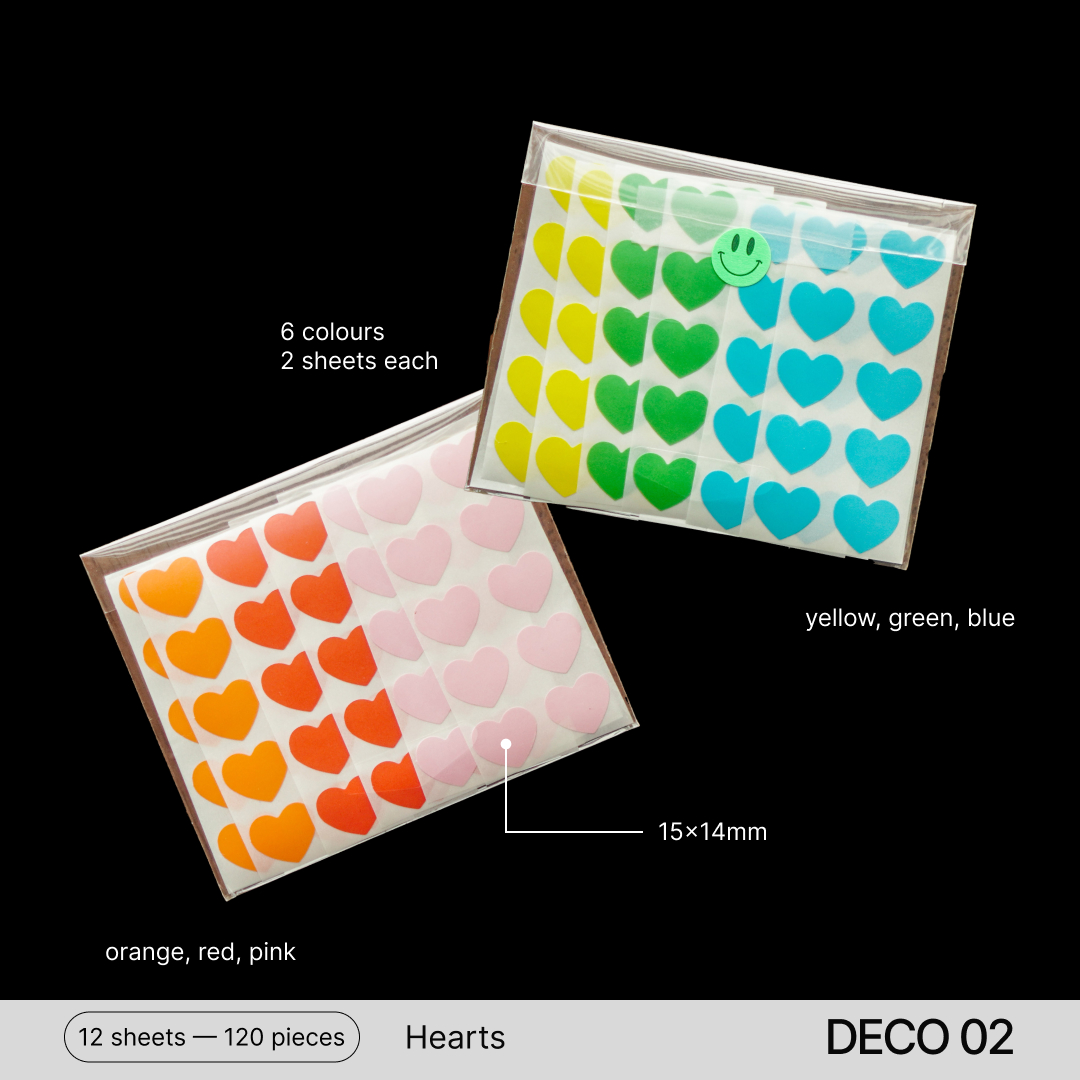 6 colours
2 sheets each
yellow, green, blue
15×14mm
orange, red, pink
12 sheets — 120 pieces
Hearts
DECO 02